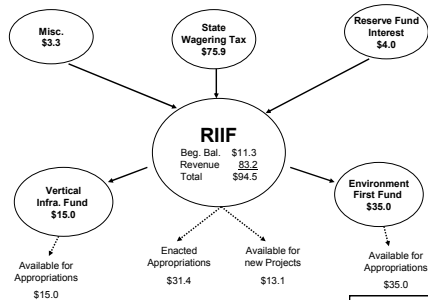 Misc.
$3.3
State
Wagering Tax
$75.9
Reserve Fund
Interest
$4.0
RIIF
Beg. Bal. $11.3
Revenue 83.2
Total $94.5
Vertical
Infra. Fund
$15.0
Environment
First Fund
$35.0
Available for
Appropriations
$15.0
Enacted
Appropriations
$31.4
Available for
new Projects
$13.1
Available for
Appropriations
$35.0